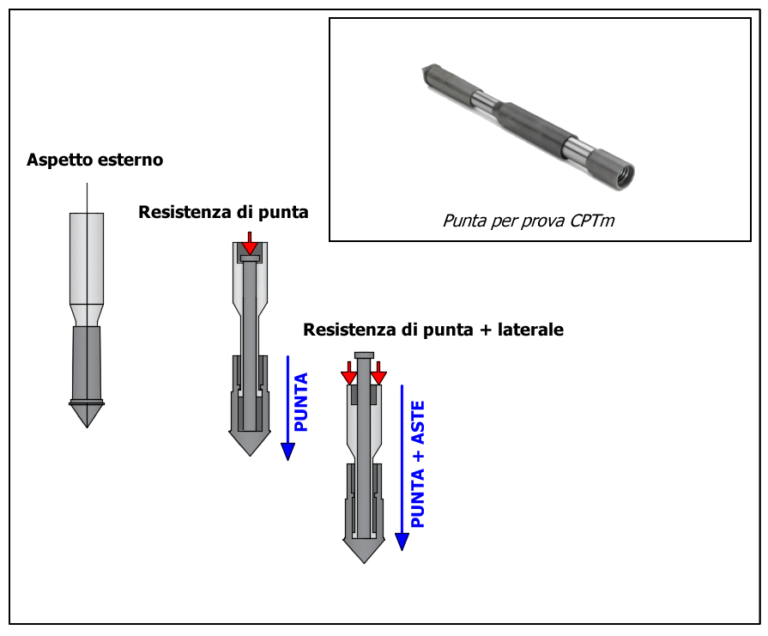 Aspetto esterno
Resistenza di punta
Punta per prova CPTm
Resistenza di punta + laterale
PUNTA
PUNTA + ASTE